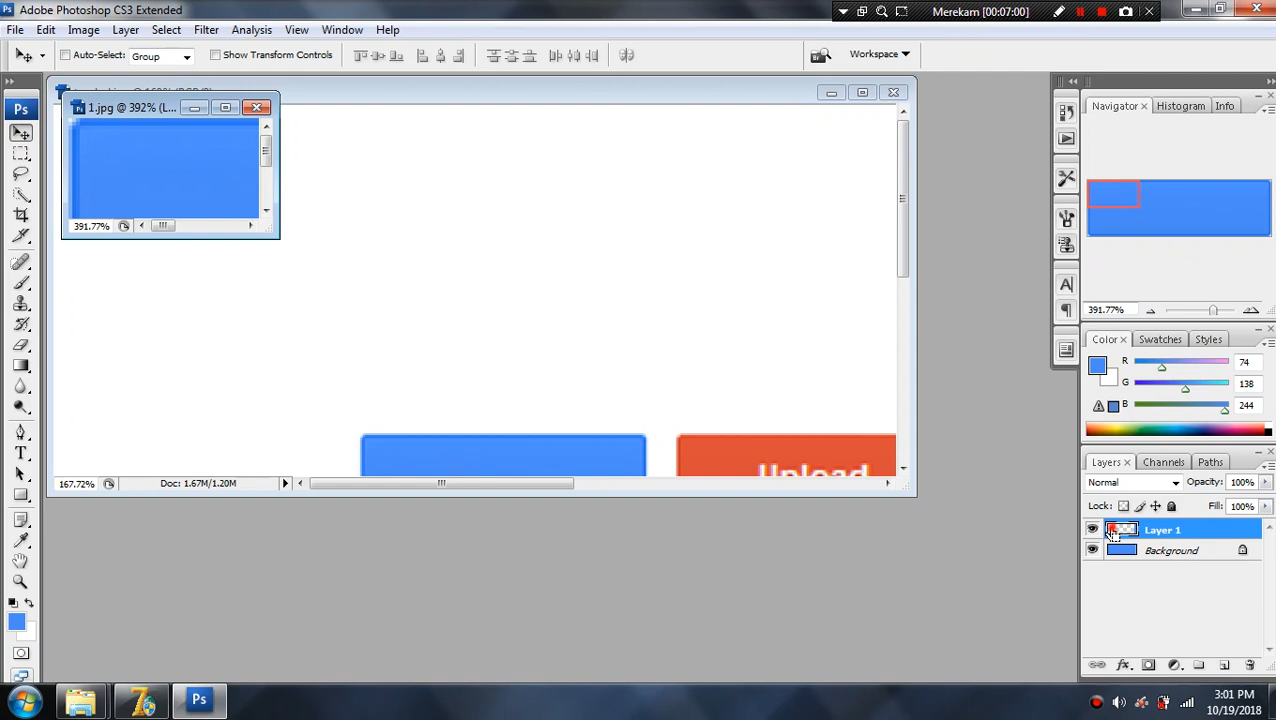 Adobe Photoshop CS3 Extended
Merekam [00:07:00]
File Edit Image Layer Select Filter Analysis View Window Help
Auto-Select: Group Show Transform Controls Workspace
Ps
1.jpg @ 392% (L...
391.77%
Upload
167.72% Doc: 1.67M/1.20M
Navigator Histogram Info
391.77%
Color Swatches Styles
R 74
G 138
B 244
Layers Channels Paths
Normal Opacity: 100%
Lock: Fill: 100%
Layer 1
Background
Ps
3:01 PM
10/19/2018